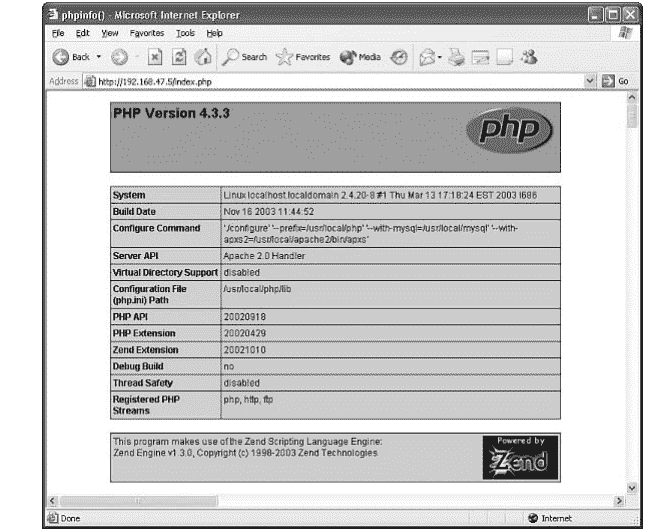 phpinfo() - Microsoft Internet Explorer
File Edit View Favorites Tools Help
Back Search Favorites Media
Address http://192.168.47.5/index.php Go
PHP Version 4.3.3
php
System Linux localhost.localdomain 2.4.20-8 #1 Thu Mar 13 17:18:24 EST 2003 i686
Build Date Nov 16 2003 11:44:52
Configure Command './configure' '--prefix=/usr/local/php' '--with-mysql=/usr/local/mysql' '--with-
apxs2=/usr/local/apache2/bin/apxs'
Server API Apache 2.0 Handler
Virtual Directory Support disabled
Configuration File /usr/local/php/lib
(php.ini) Path
PHP API 20020918
PHP Extension 20020429
Zend Extension 20021010
Debug Build no
Thread Safety disabled
Registered PHP php, http, ftp
Streams
This program makes use of the Zend Scripting Language Engine:
Zend Engine v1.3.0, Copyright (c) 1998-2003 Zend Technologies
Powered by
Zend
Done Internet